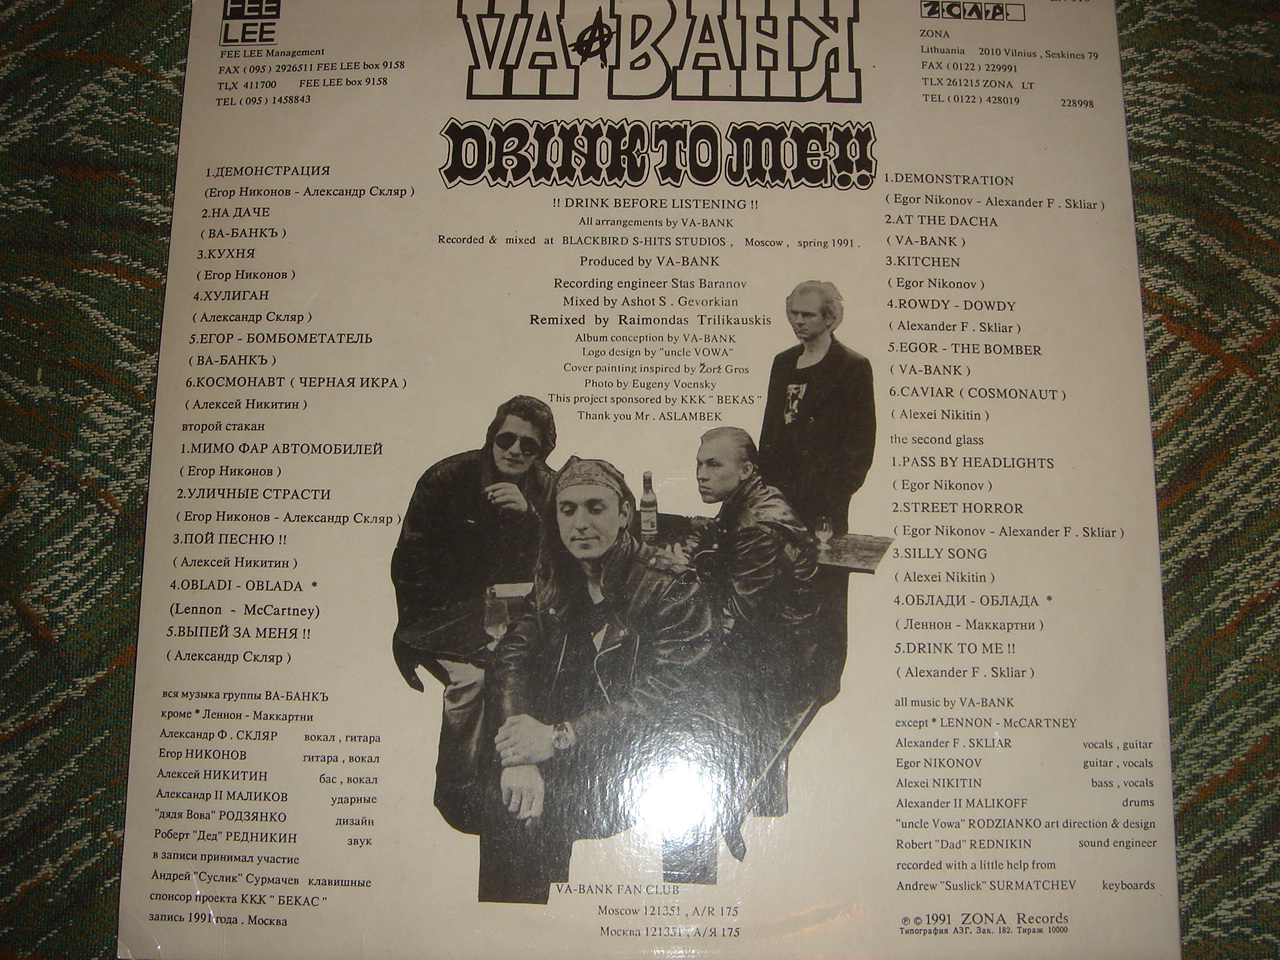 FEE
LEE
FEE LEE Management
FAX ( 095 ) 2926511 FEE LEE box 9158
TLX 411700 FEE LEE box 9158
TEL ( 095 ) 1458843
VA-ВАНЯ
DRINK TO ME!!
ZONA
Lithuania 2010 Vilnius , Seskines 79
FAX ( 0122 ) 229991
TLX 261215 ZONA LT
TEL ( 0122 ) 428019 228998
1.ДЕМОНСТРАЦИЯ
(Егор Никонов - Александр Скляр )
2.НА ДАЧЕ
( ВА-БАНКЪ )
3.КУХНЯ
( Егор Никонов )
4.ХУЛИГАН
( Александр Скляр )
5.ЕГОР - БОМБОМЕТАТЕЛЬ
( ВА-БАНКЪ )
6.КОСМОНАВТ ( ЧЕРНАЯ ИКРА )
( Алексей Никитин )
второй стакан
1.МИМО ФАР АВТОМОБИЛЕЙ
( Егор Никонов )
2.УЛИЧНЫЕ СТРАСТИ
( Егор Никонов - Александр Скляр )
3.ПОЙ ПЕСНЮ !!
( Алексей Никитин )
4.OBLADI - OBLADA *
(Lennon - McCartney)
5.ВЫПЕЙ ЗА МЕНЯ !!
( Александр Скляр )
вся музыка группы ВА-БАНКЪ
кроме * Леннон - Маккартни
Александр Ф . СКЛЯР вокал , гитара
Егор НИКОНОВ гитара , вокал
Алексей НИКИТИН бас , вокал
Александр II МАЛИКОВ ударные
"дядя Вова" РОДЗЯНКО дизайн
Роберт "Дед" РЕДНИКИН звук
в записи принимал участие
Андрей "Суслик" Сурмачев клавишные
спонсор проекта ККК " БЕКАС "
запись 1991 года . Москва
!! DRINK BEFORE LISTENING !!
All arrangements by VA-BANK
Recorded & mixed at BLACKBIRD S-HITS STUDIOS , Moscow , spring 1991 .
Produced by VA-BANK
Recording engineer Stas Baranov
Mixed by Ashot S . Gevorkian
Remixed by Raimondas Trilikauskis
Album conception by VA-BANK
Logo design by "uncle VOWA"
Cover painting inspired by Žorž Gros
Photo by Eugeny Voensky
This project sponsored by KKK " BEKAS "
Thank you Mr . ASLAMBEK
VA-BANK FAN CLUB
Moscow 121351 , A/R 175
Москва 121351 , А/Я 175
1.DEMONSTRATION
( Egor Nikonov - Alexander F . Skliar )
2.AT THE DACHA
( VA-BANK )
3.KITCHEN
( Egor Nikonov )
4.ROWDY - DOWDY
( Alexander F . Skliar )
5.EGOR - THE BOMBER
( VA-BANK )
6.CAVIAR ( COSMONAUT )
( Alexei Nikitin )
the second glass
1.PASS BY HEADLIGHTS
( Egor Nikonov )
2.STREET HORROR
( Egor Nikonov - Alexander F . Skliar )
3.SILLY SONG
( Alexei Nikitin )
4.ОБЛАДИ - ОБЛАДА *
( Леннон - Маккартни )
5.DRINK TO ME !!
( Alexander F . Skliar )
all music by VA-BANK
except * LENNON - McCARTNEY
Alexander F . SKLIAR vocals , guitar
Egor NIKONOV guitar , vocals
Alexei NIKITIN bass , vocals
Alexander II MALIKOFF drums
"uncle Vowa" RODZIANKO art direction & design
Robert "Dad" REDNIKIN sound engineer
recorded with a little help from
Andrew "Suslick" SURMATCHEV keyboards
℗ © 1991 ZONA Records
Типография АЗГ. Зак. 182. Тираж 10000